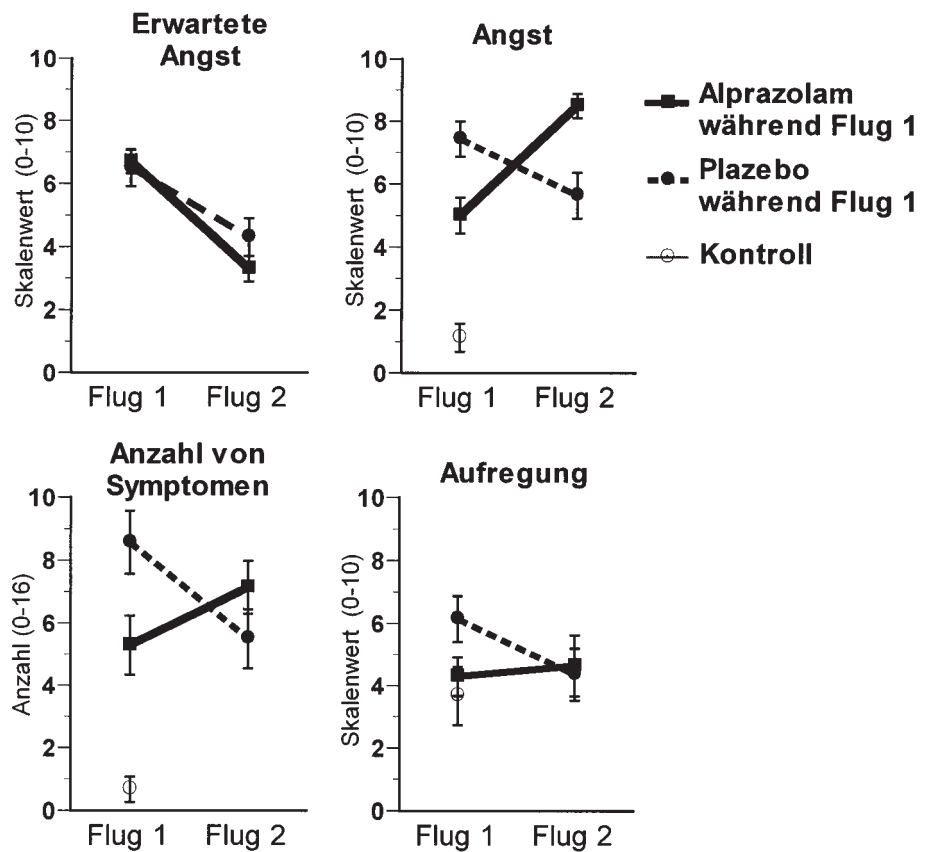 Erwartete
Angst
Skalenwert (0-10)
10
8
6
4
2
0
Flug 1 Flug 2
Angst
Skalenwert (0-10)
10
8
6
4
2
0
Flug 1 Flug 2
Alprazolam
während Flug 1
Plazebo
während Flug 1
Kontroll
Anzahl von
Symptomen
Anzahl (0-16)
10
8
6
4
2
0
Flug 1 Flug 2
Aufregung
Skalenwert (0-10)
10
8
6
4
2
0
Flug 1 Flug 2